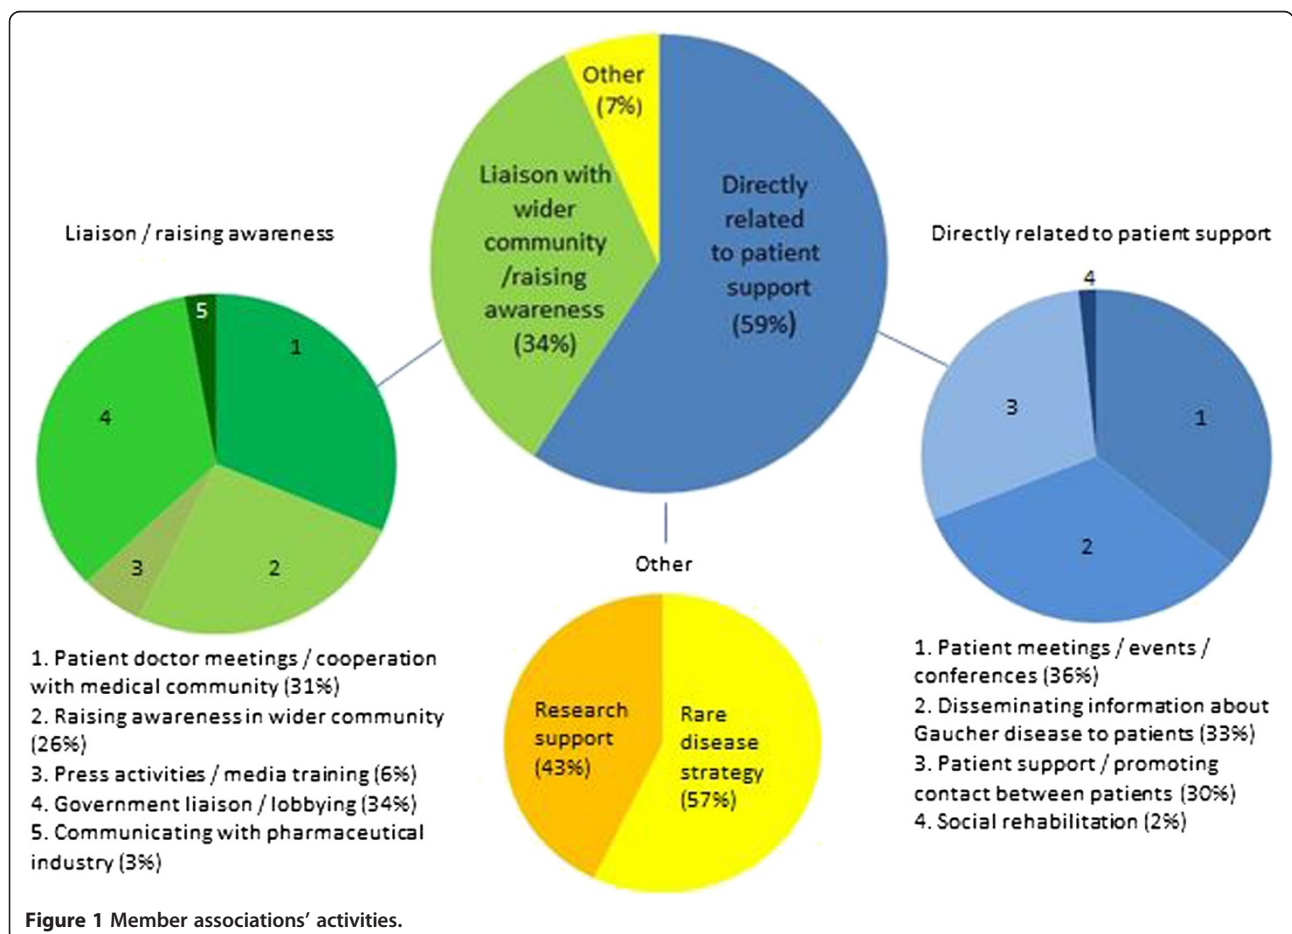 Other
(7%)
Liaison with
wider
community
/raising
awareness
(34%)
Directly
related
to patient
support
(59%)
Liaison / raising awareness
5
1
4
3
2
1. Patient doctor meetings / cooperation
with medical community (31%)
2. Raising awareness in wider community
(26%)
3. Press activities / media training (6%)
4. Government liaison / lobbying (34%)
5. Communicating with pharmaceutical
industry (3%)
Other
Research
support
(43%)
Rare
disease
strategy
(57%)
Directly related to patient support
4
3
1
2
1. Patient meetings / events /
conferences (36%)
2. Disseminating information about
Gaucher disease to patients (33%)
3. Patient support / promoting
contact between patients (30%)
4. Social rehabilitation (2%)
Figure 1 Member associations’ activities.